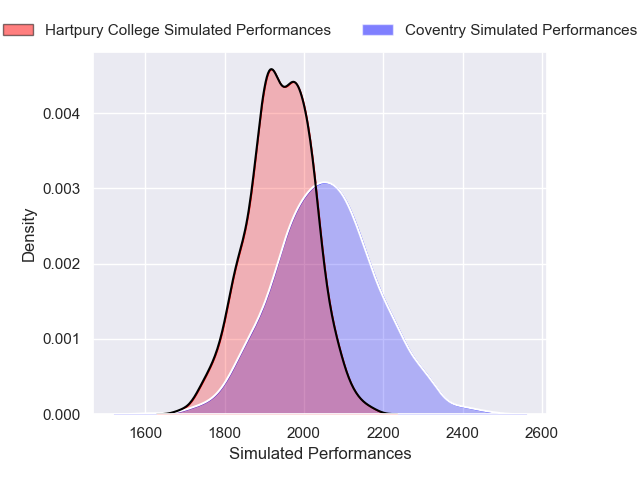 Hartpury College Simulated Performances
Coventry Simulated Performances
Density
0.004
0.003
0.002
0.001
0.000
1600 1800 2000 2200 2400 2600
Simulated Performances